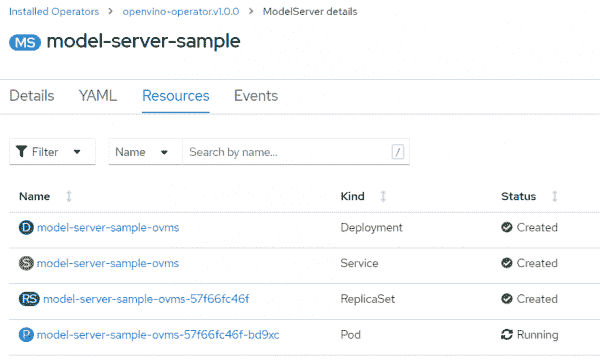 Installed Operators > openvino-operator.v1.0.0 > ModelServer details
MS model-server-sample
Details YAML Resources Events
Filter Name Search by name... /
Name Kind Status
D model-server-sample-ovms Deployment Created
S model-server-sample-ovms Service Created
RS model-server-sample-ovms-57f66fc46f ReplicaSet Created
P model-server-sample-ovms-57f66fc46f-bd9xc Pod Running